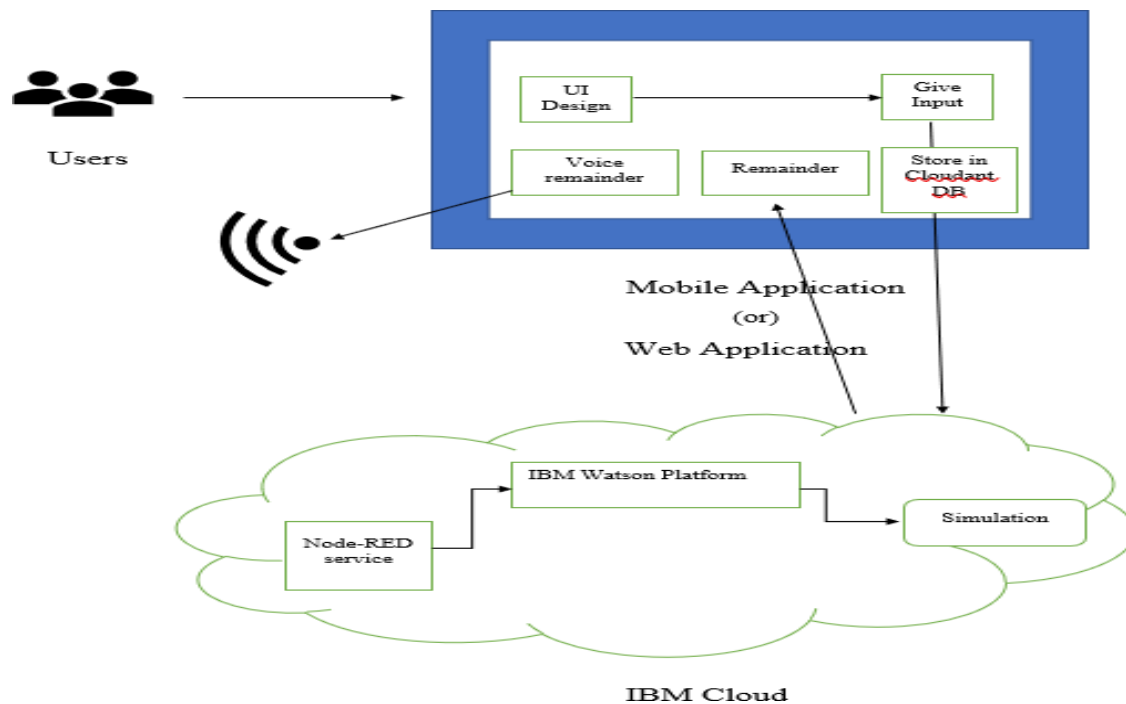 UI
Design
Give
Input
Users
Voice
remainder
Remainder
Store in
Cloudant
DB
Mobile Application
(or)
Web Application
IBM Watson Platform
Simulation
Node-RED
service
IBM Cloud